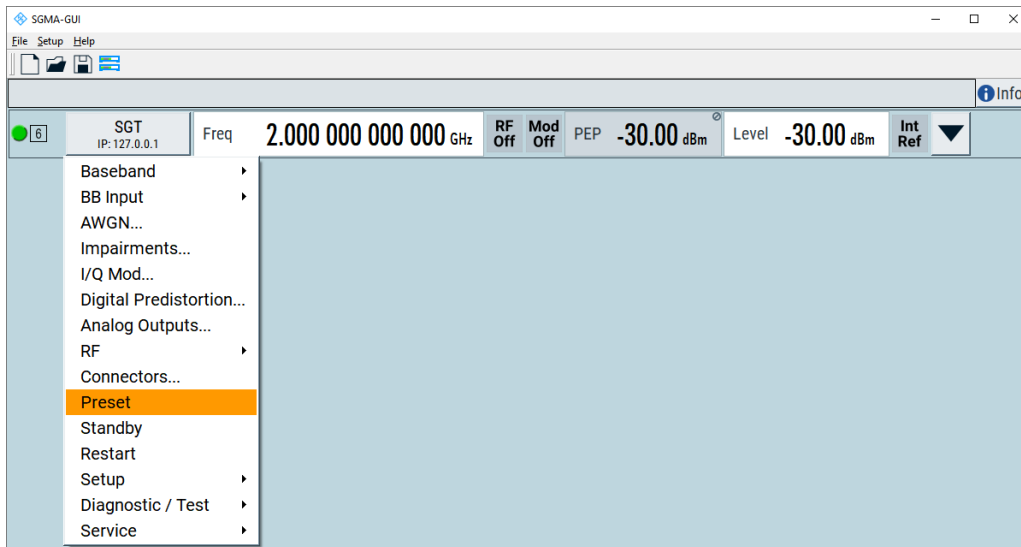 SGMA-GUI
File Setup Help
Info
6 SGT IP: 127.0.0.1 Freq 2.000 000 000 000 GHz RF Off Mod Off PEP -30.00 dBm Level -30.00 dBm Int Ref
Baseband
BB Input
AWGN...
Impairments...
I/Q Mod...
Digital Predistortion...
Analog Outputs...
RF
Connectors...
Preset
Standby
Restart
Setup
Diagnostic / Test
Service